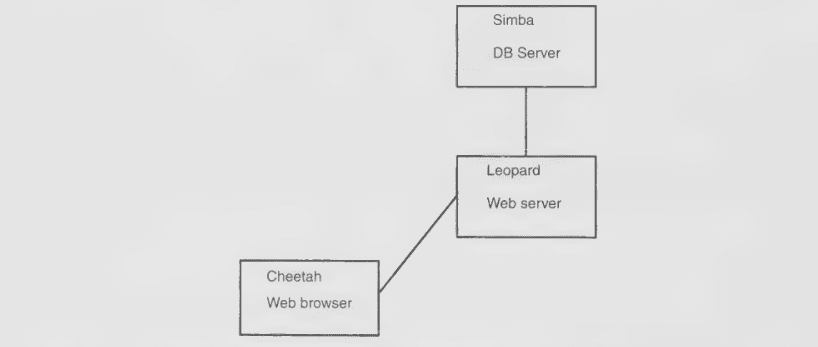 Simba
DB Server
Leopard
Web server
Cheetah
Web browser